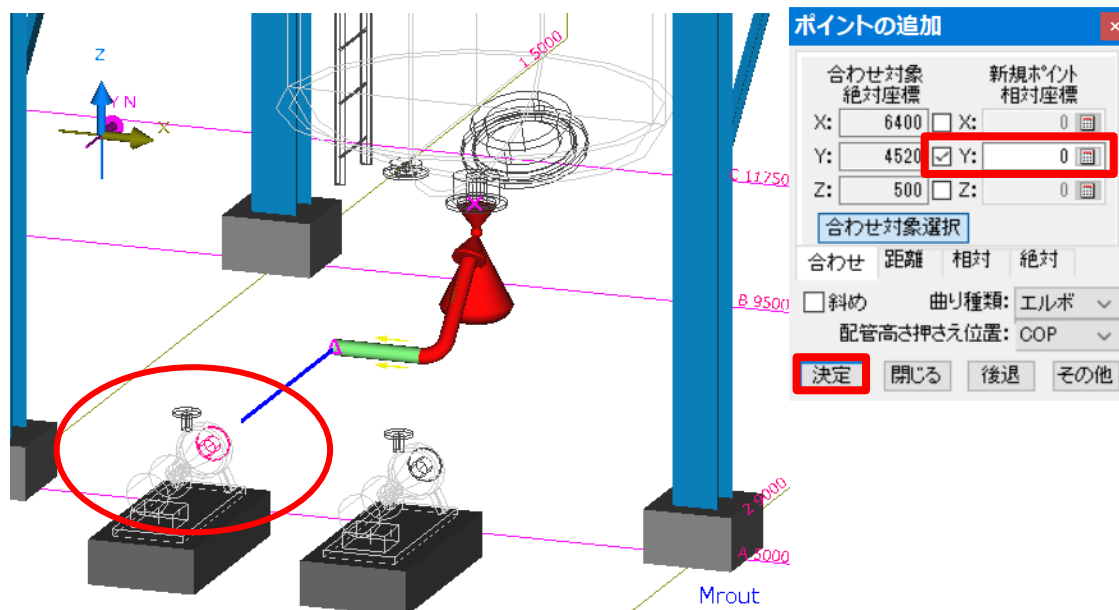 Z
Y N
X
1.5000
X
C 11750
B 9500
2.9000
A 5000
Mrout
ポイントの追加
×
合わせ対象 新規ポイント
絶対座標 相対座標
X: 6400 X: 0
Y: 4520 Y: 0
Z: 500 Z: 0
合わせ対象選択
合わせ 距離 相対 絶対
斜め 曲り種類: エルボ
配管高さ押さえ位置: COP
決定 閉じる 後退 その他